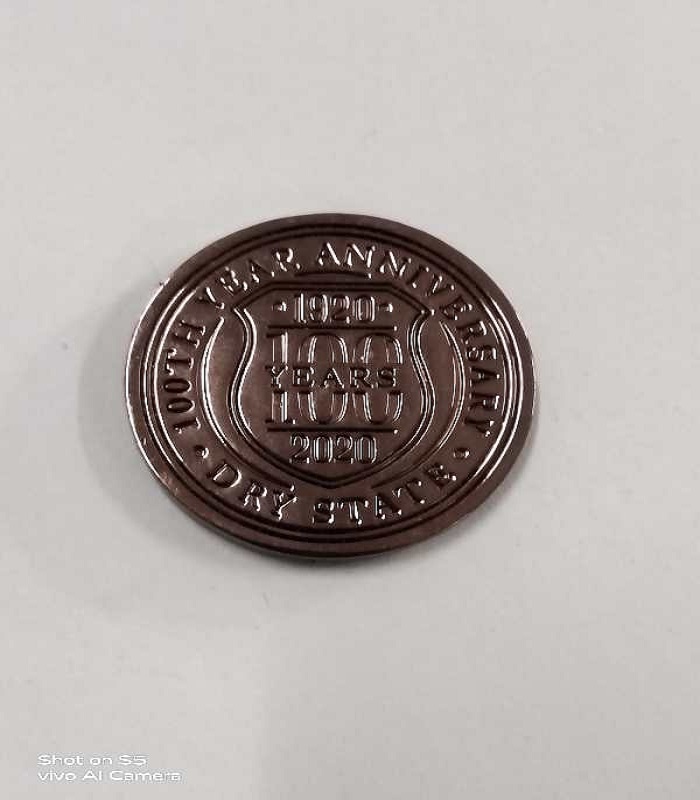 100TH YEAR ANNIVERSARY
·1920·
100
YEARS
2020
· DRY STATE ·
Shot on S5
vivo AI Camera